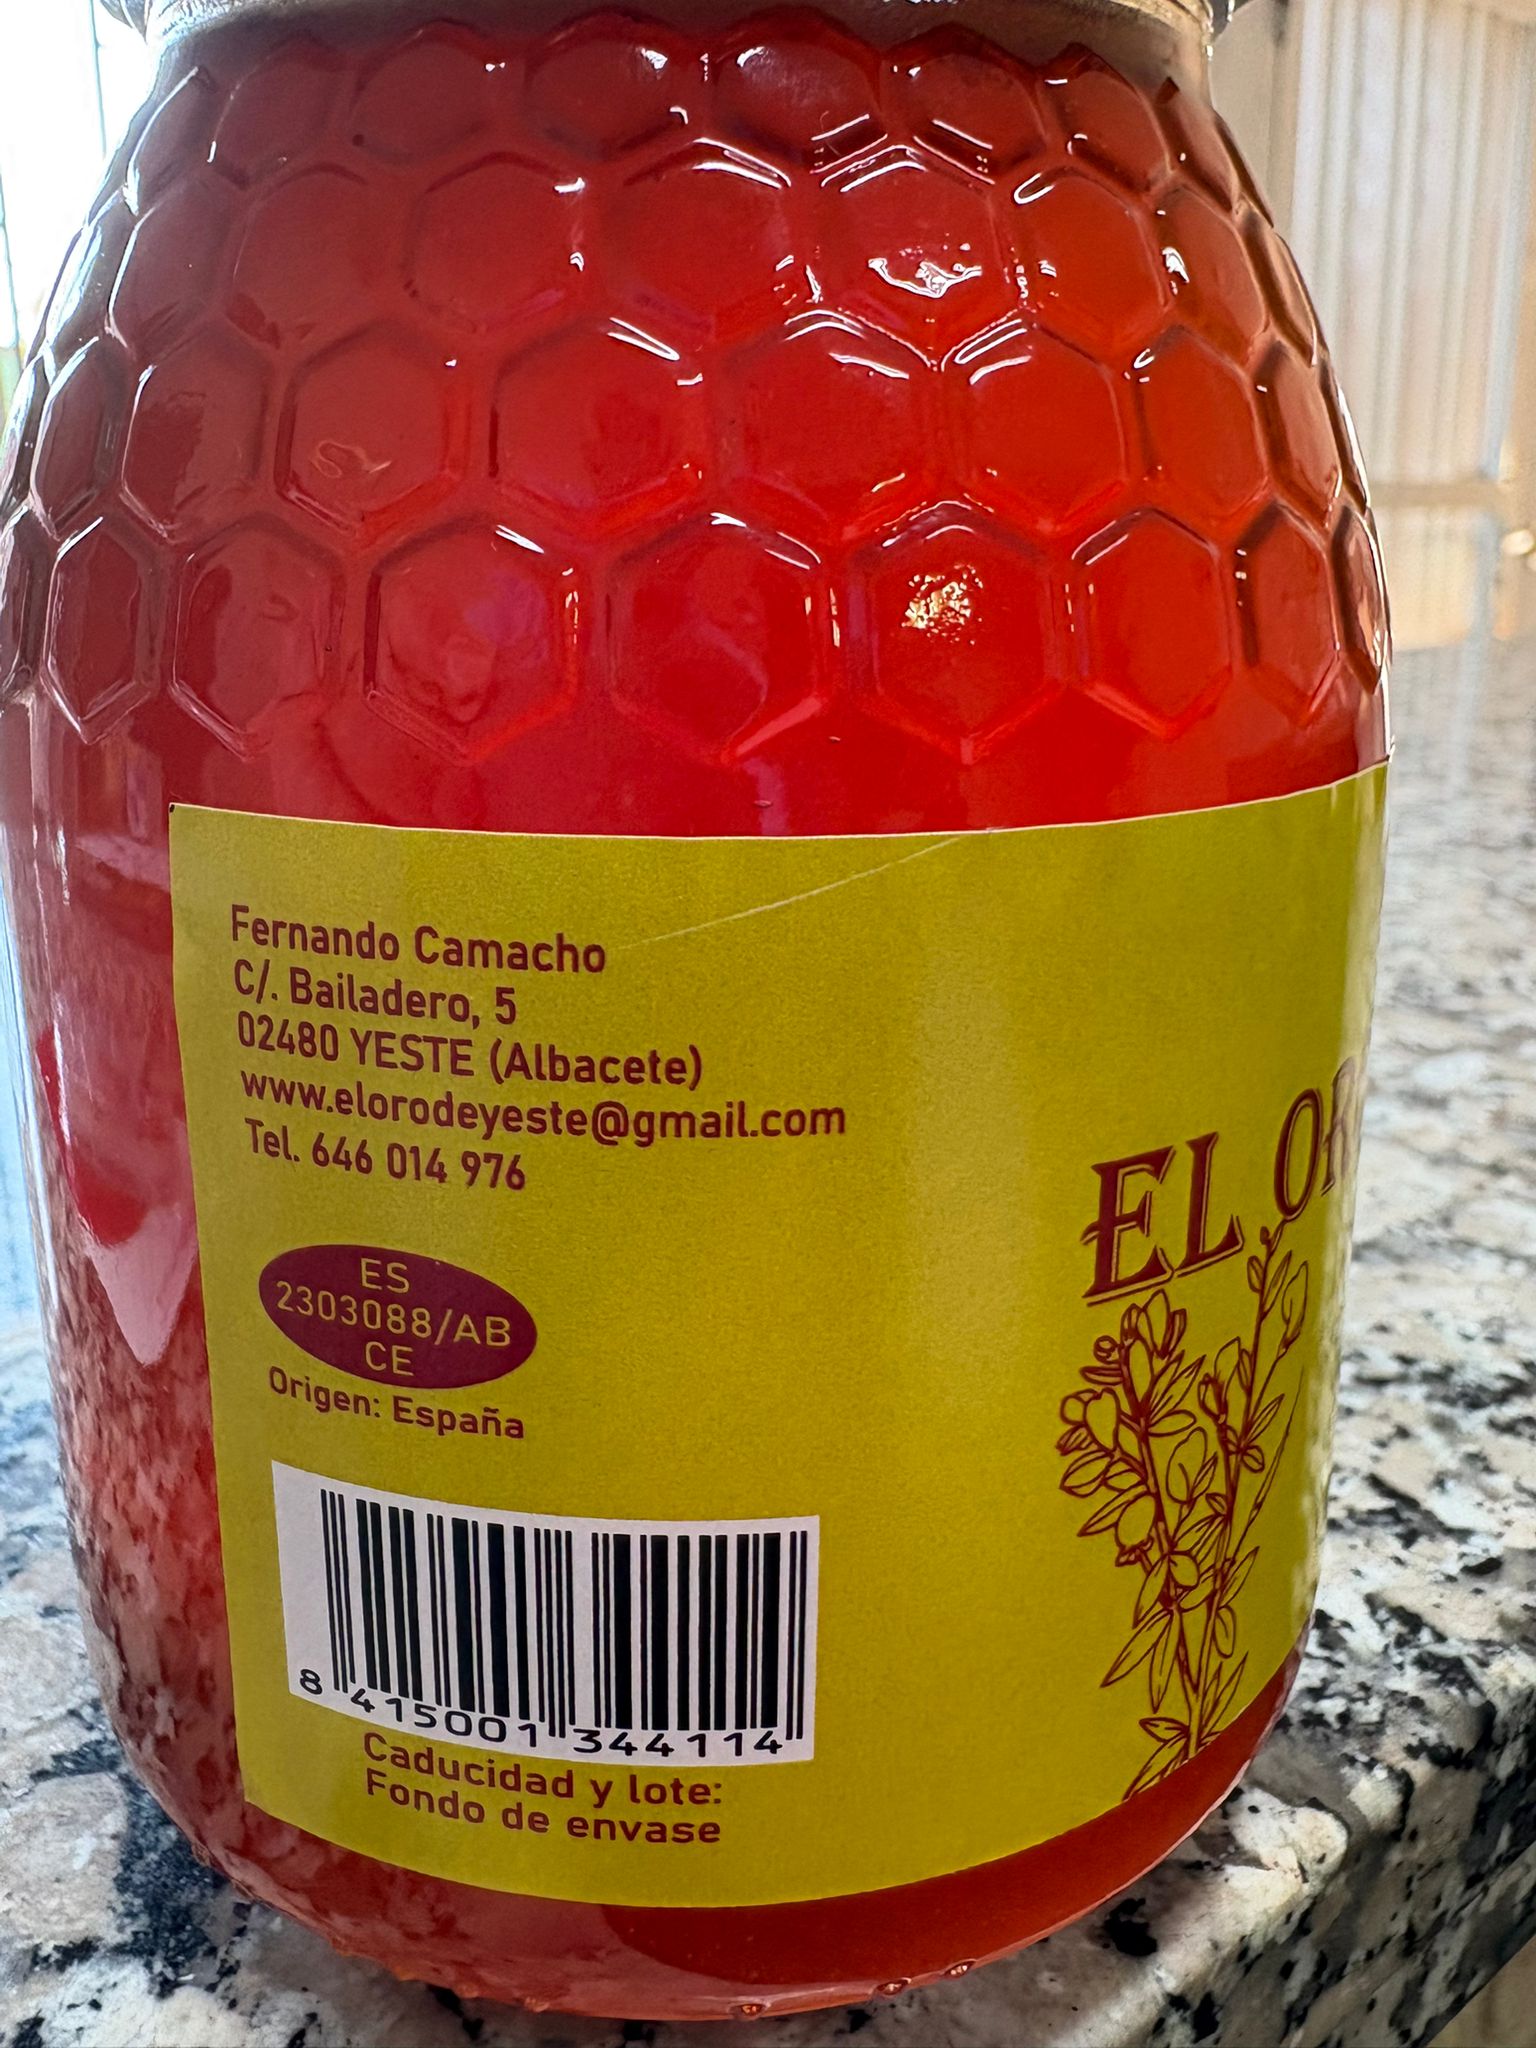 Fernando Camacho
C/. Bailadero, 5
02480 YESTE (Albacete)
www.elorodeyeste@gmail.com
Tel. 646 014 976
ES
2303088/AB
CE
Origen: España
8 415001 344114
Caducidad y lote:
Fondo de envase
EL